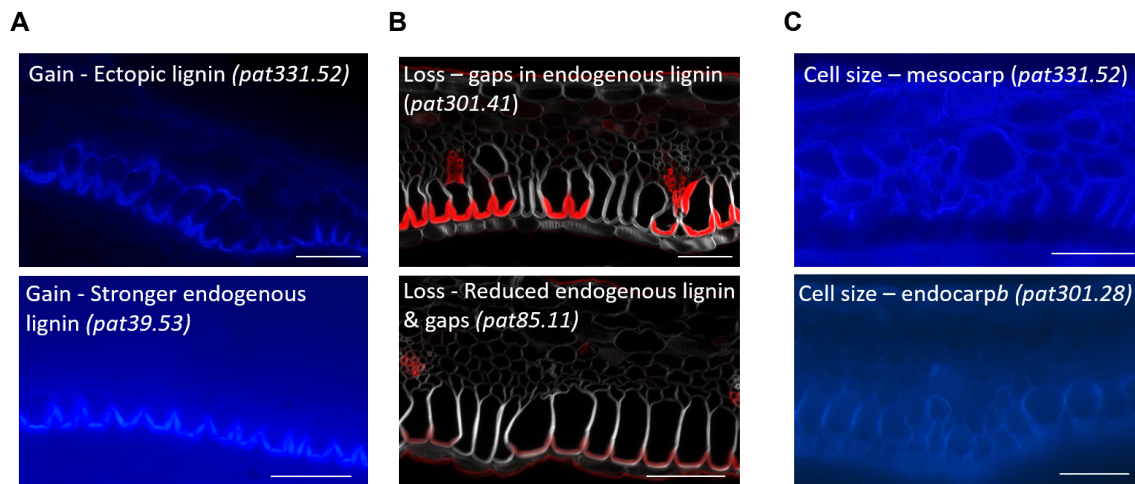 A
B
C
Gain - Ectopic lignin (pat331.52)
Loss – gaps in endogenous lignin
(pat301.41)
Cell size – mesocarp (pat331.52)
Gain - Stronger endogenous
lignin (pat39.53)
Loss - Reduced endogenous lignin
& gaps (pat85.11)
Cell size – endocarpb (pat301.28)